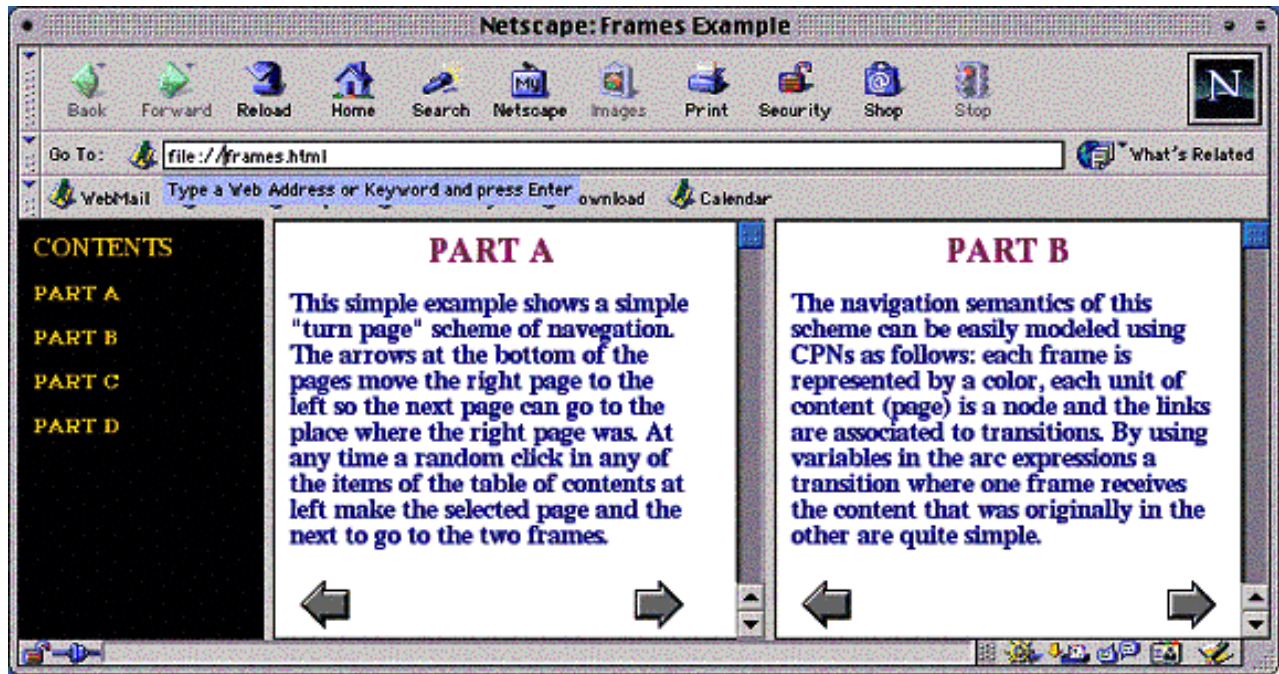 Netscape: Frames Example
Back Forward Reload Home Search Netscape Images Print Security Shop Stop
My
N
Go To: file://frames.html What's Related
WebMail Type a Web Address or Keyword and press Enter ownload Calendar
CONTENTS
PART A
PART B
PART C
PART D
PART A
This simple example shows a simple
"turn page" scheme of navegation.
The arrows at the bottom of the
pages move the right page to the
left so the next page can go to the
place where the right page was. At
any time a random click in any of
the items of the table of contents at
left make the selected page and the
next to go to the two frames.
PART B
The navigation semantics of this
scheme can be easily modeled using
CPNs as follows: each frame is
represented by a color, each unit of
content (page) is a node and the links
are associated to transitions. By using
variables in the arc expressions a
transition where one frame receives
the content that was originally in the
other are quite simple.